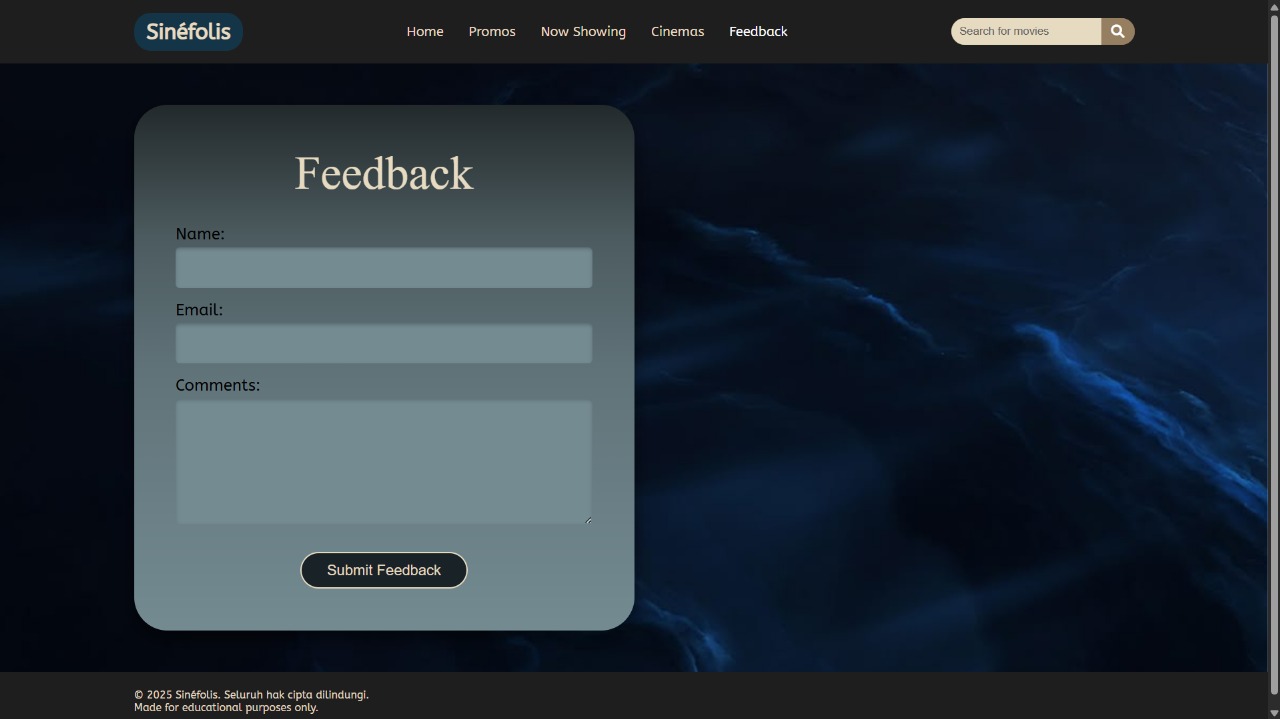 Sinéfolis
Home
Promos
Now Showing
Cinemas
Feedback
Search for movies
Feedback
Name:
Email:
Comments:
Submit Feedback
© 2025 Sinéfolis. Seluruh hak cipta dilindungi.
Made for educational purposes only.